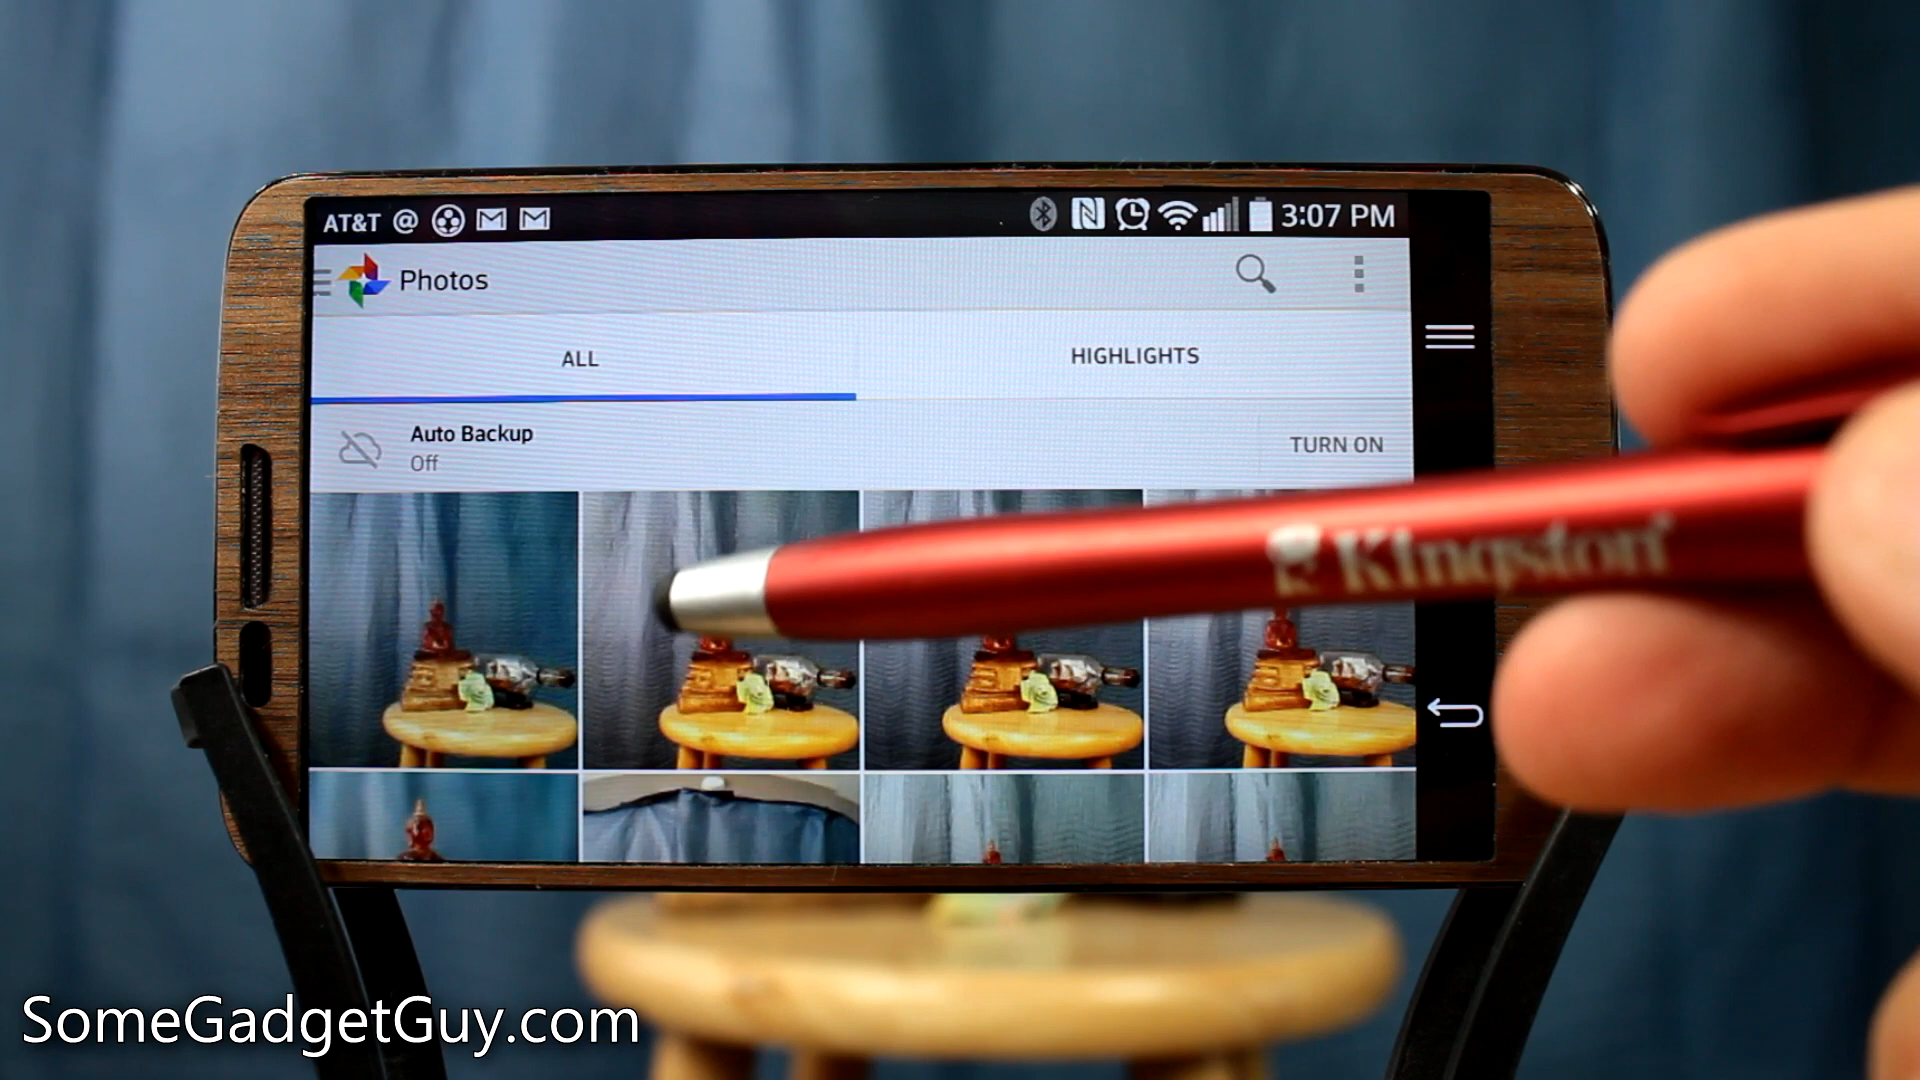 AT&T @ 3:07 PM
Photos
ALL HIGHLIGHTS
Auto Backup
Off
TURN ON
Kingston
SomeGadgetGuy.com